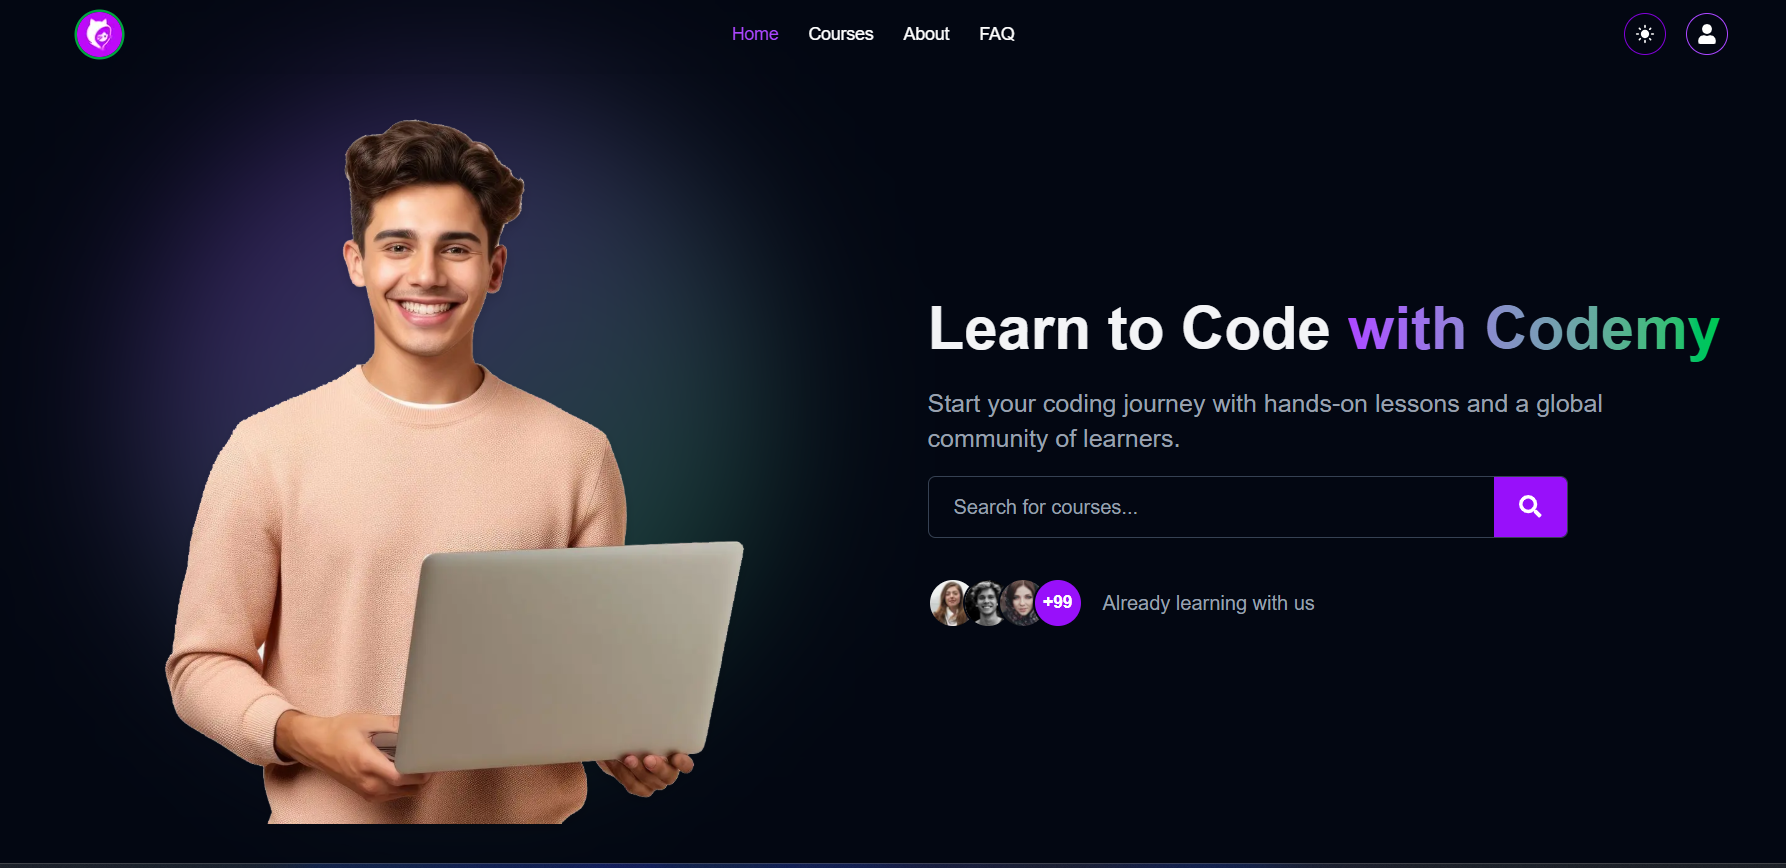 Home Courses About FAQ
Learn to Code with Codemy
Start your coding journey with hands-on lessons and a global
community of learners.
Search for courses...
+99 Already learning with us